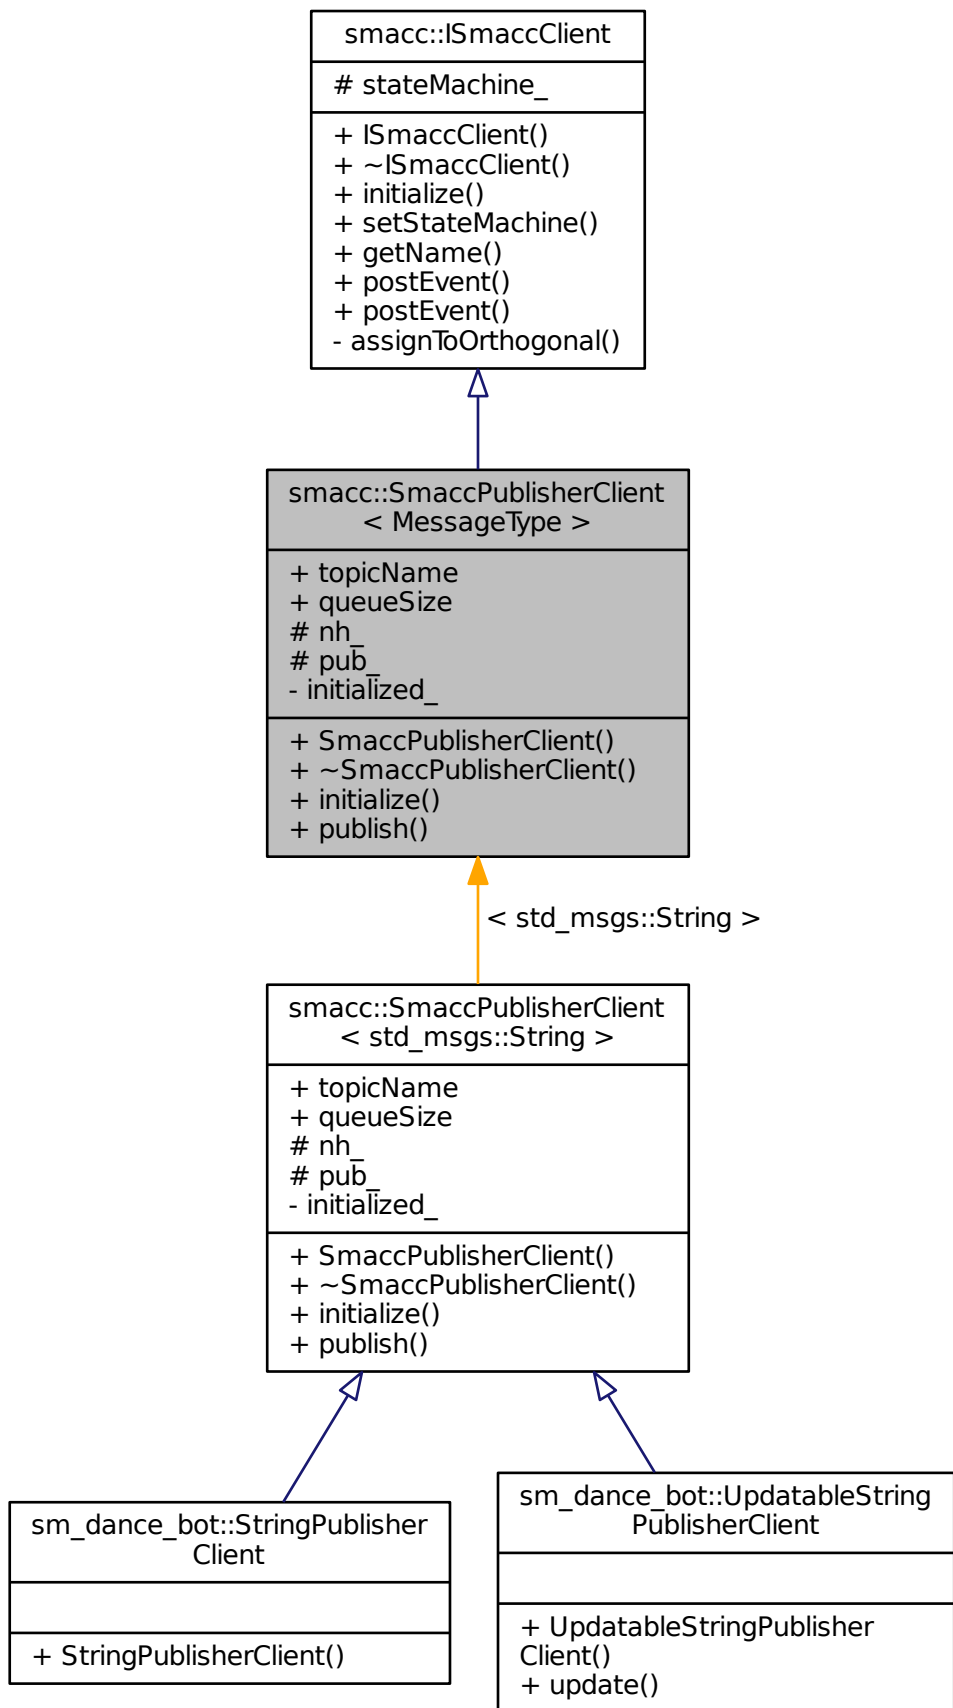 smacc::ISmaccClient
# stateMachine_
+ ISmaccClient()
+ ~ISmaccClient()
+ initialize()
+ setStateMachine()
+ getName()
+ postEvent()
+ postEvent()
- assignToOrthogonal()
smacc::SmaccPublisherClient
< MessageType >
+ topicName
+ queueSize
# nh_
# pub_
- initialized_
+ SmaccPublisherClient()
+ ~SmaccPublisherClient()
+ initialize()
+ publish()
< std_msgs::String >
smacc::SmaccPublisherClient
< std_msgs::String >
+ topicName
+ queueSize
# nh_
# pub_
- initialized_
+ SmaccPublisherClient()
+ ~SmaccPublisherClient()
+ initialize()
+ publish()
sm_dance_bot::StringPublisher
Client
+ StringPublisherClient()
sm_dance_bot::UpdatableString
PublisherClient
+ UpdatableStringPublisher
Client()
+ update()